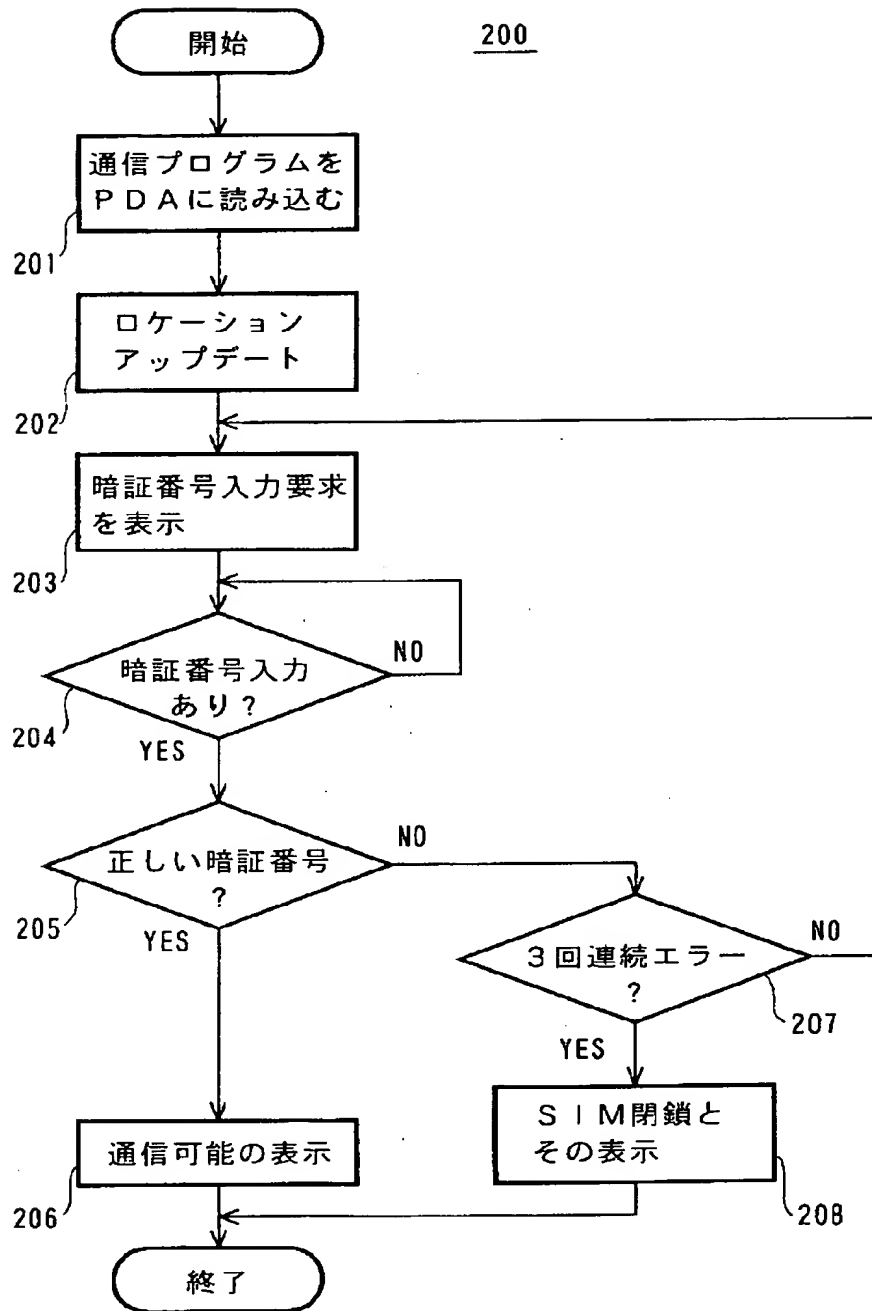 開始
200
通信プログラムを
PDAに読み込む
201
ロケーション
アップデート
202
暗証番号入力要求
を表示
203
暗証番号入力
あり?
NO
204
YES
正しい暗証番号
?
NO
205
YES
3回連続エラー
?
NO
207
YES
通信可能の表示
206
SIM閉鎖と
その表示
208
終了